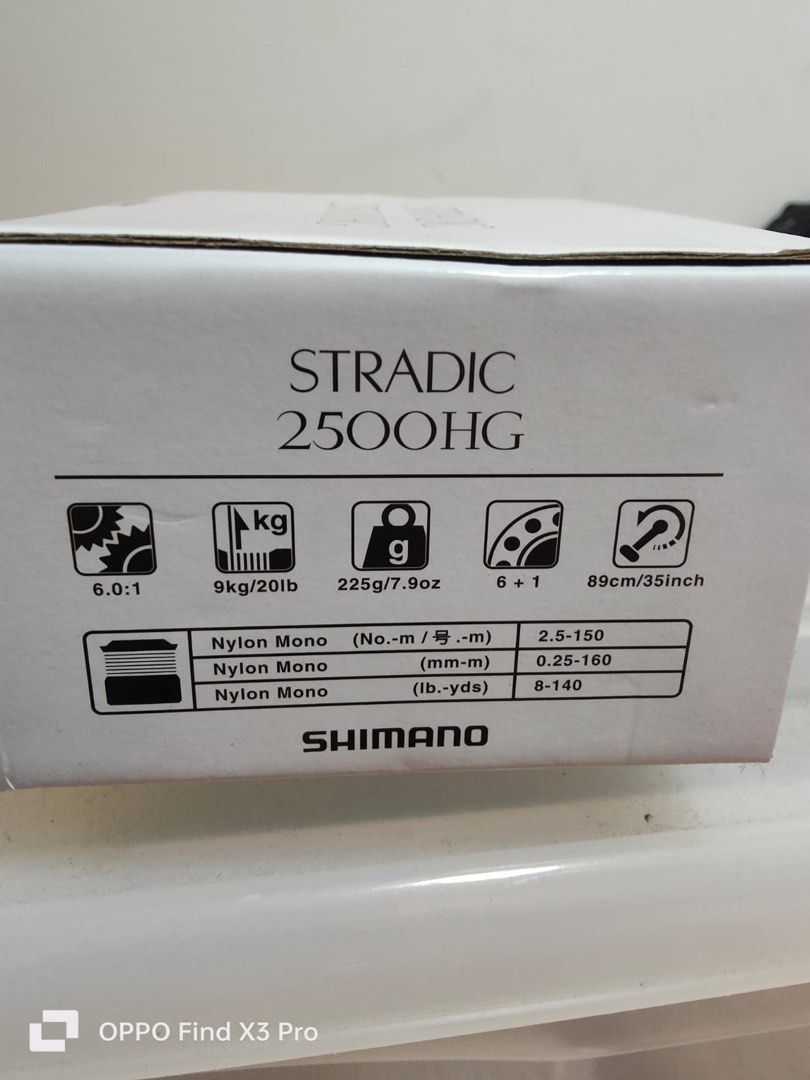 STRADIC
2500HG
kg
g
6.0:1
9kg/20lb
225g/7.9oz
6 + 1
89cm/35inch
Nylon Mono (No.-m / 号.-m) 2.5-150
Nylon Mono (mm-m) 0.25-160
Nylon Mono (lb.-yds) 8-140
SHIMANO
OPPO Find X3 Pro